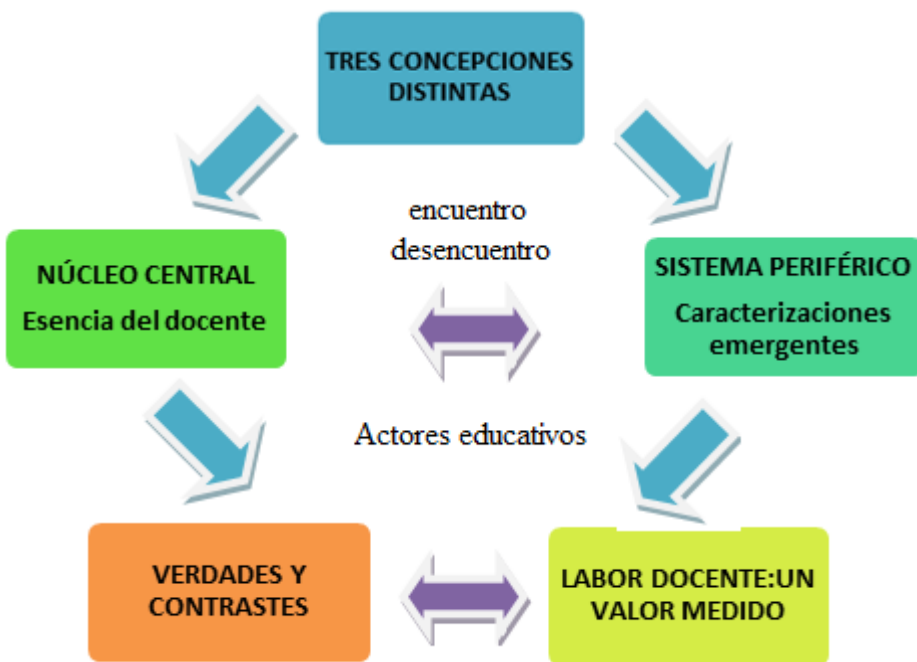 TRES CONCEPCIONES
DISTINTAS
encuentro
desencuentro
NÚCLEO CENTRAL
Esencia del docente
SISTEMA PERIFÉRICO
Caracterizaciones
emergentes
Actores educativos
VERDADES Y
CONTRASTES
LABOR DOCENTE:UN
VALOR MEDIDO